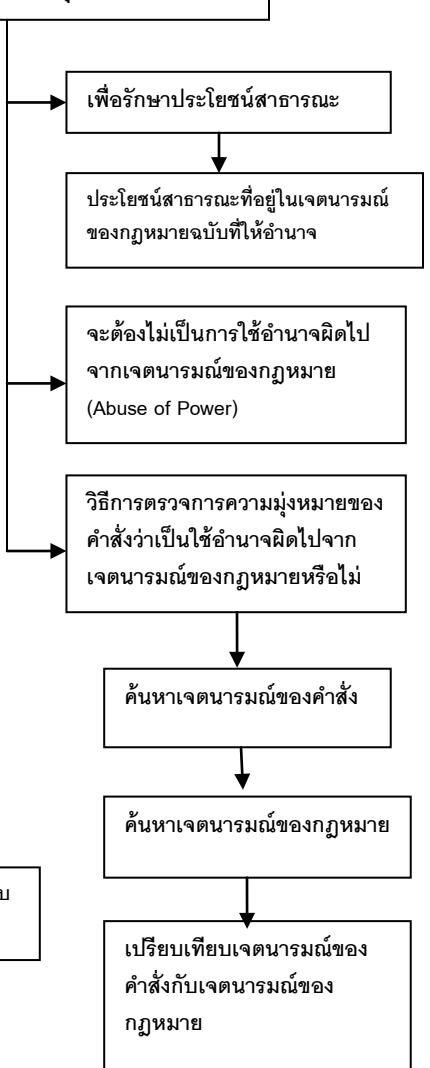 เพื่อรักษาประโยชน์สาธารณะ
ประโยชน์สาธารณะที่อยู่ในเจตนารมณ์
ของกฎหมายฉบับที่ให้อำนาจ
จะต้องไม่เป็นการใช้อำนาจผิดไป
จากเจตนารมณ์ของกฎหมาย
(Abuse of Power)
วิธีการตรวจการความมุ่งหมายของ
คำสั่งว่าเป็นใช้อำนาจผิดไปจาก
เจตนารมณ์ของกฎหมายหรือไม่
ค้นหาเจตนารมณ์ของคำสั่ง
ค้นหาเจตนารมณ์ของกฎหมาย
เปรียบเทียบเจตนารมณ์ของ
คำสั่งกับเจตนารมณ์ของ
กฎหมาย